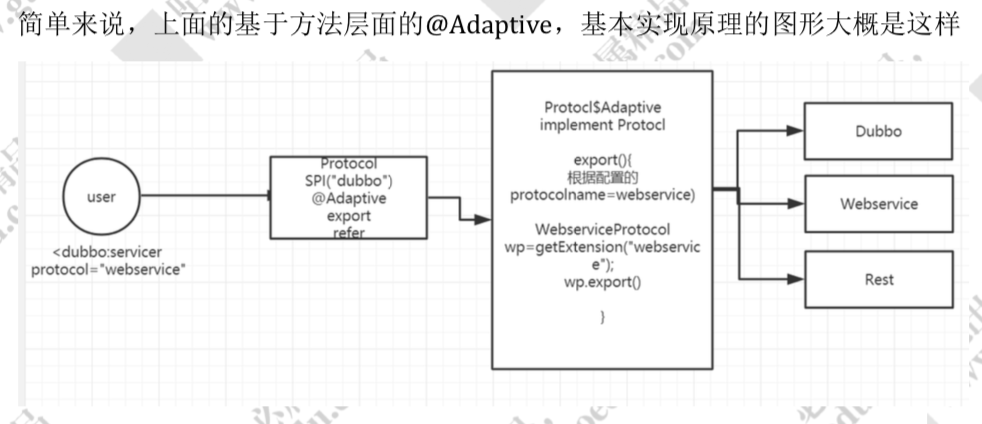 简单来说，上面的基于方法层面的@Adaptive，基本实现原理的图形大概是这样
user
<dubbo:servicer
protocol="webservice"
Protocol
SPI("dubbo")
@Adaptive
export
refer
Protocl$Adaptive
implement Protocl
export(){
根据配置的
protocolname=webservice)
WebserviceProtocol
wp=getExtension("webservic
e");
wp.export()
}
Dubbo
Webservice
Rest